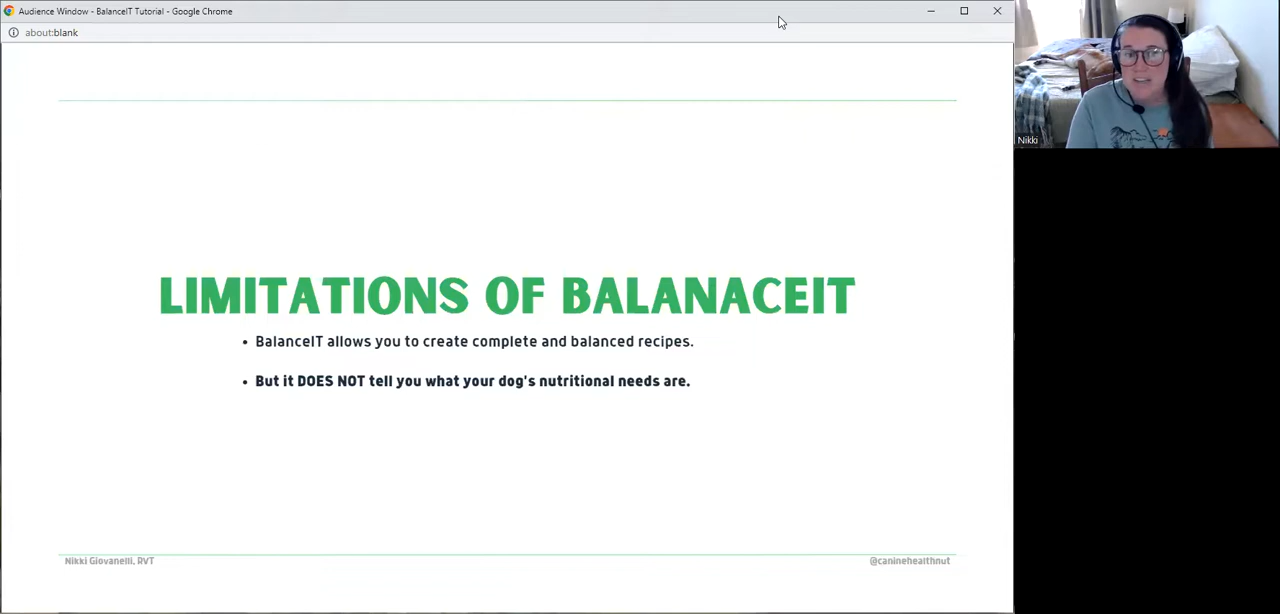 Audience Window - BalanceIT Tutorial - Google Chrome
about:blank
Nikki
LIMITATIONS OF BALANACEIT
• BalanceIT allows you to create complete and balanced recipes.
• But it DOES NOT tell you what your dog's nutritional needs are.
Nikki Giovanelli, RVT
@caninehealthnut